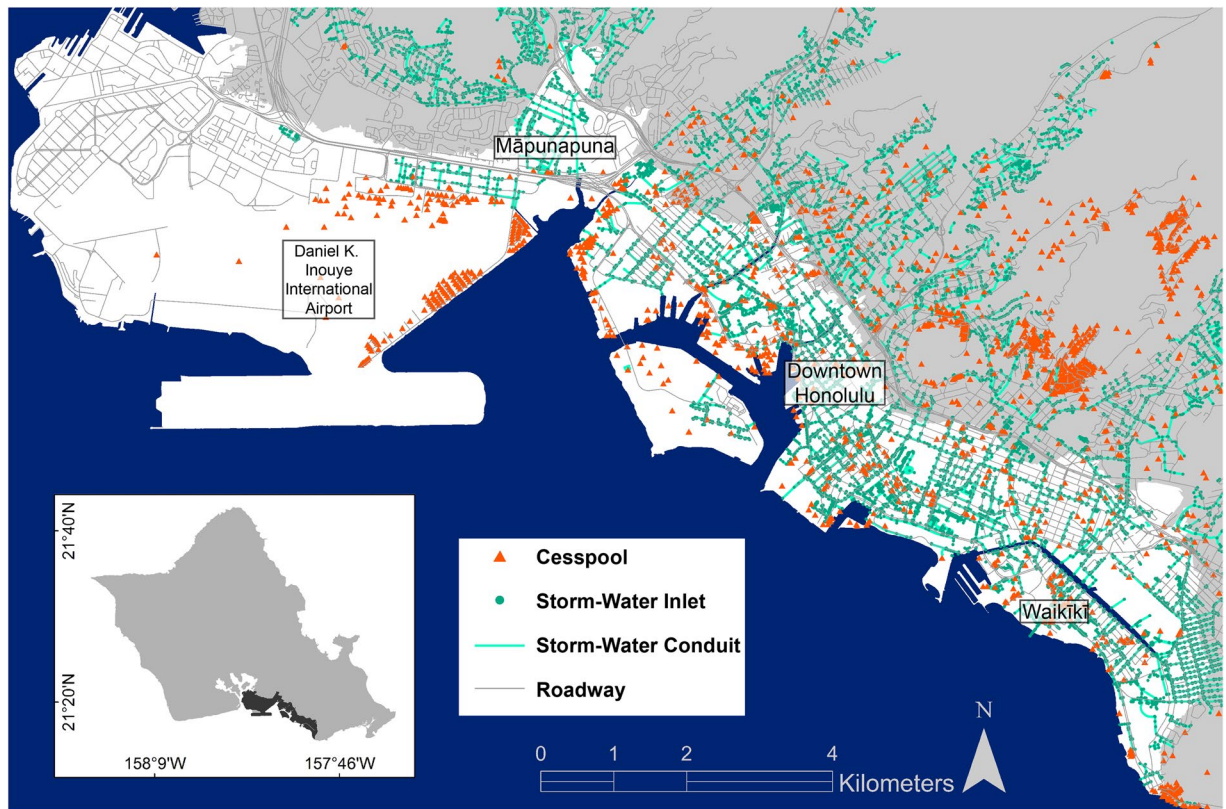 Māpunapuna
Daniel K.
Inouye
International
Airport
Downtown
Honolulu
Waikīkī
Cesspool
Storm-Water Inlet
Storm-Water Conduit
Roadway
21°40'N
21°20'N
158°9'W
157°46'W
N
0 1 2 4
Kilometers